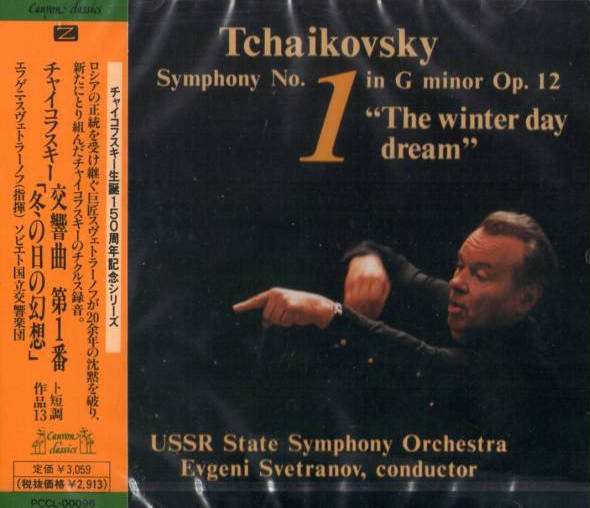 Canyon classics
Z
チャイコフスキー生誕150周年記念シリーズ
ロシアの正統を受け継ぐ巨匠スヴェトラーノフが20余年の沈黙を破り、
新たにとり組んだチャイコフスキーのチクルス録音。
チャイコフスキー 交響曲 第1番 ト短調
「冬の日の幻想」 作品13
エフゲニ・スヴェトラーノフ(指揮) ソビエト国立交響楽団
Canyon
classics
定価 ¥3,059
(税抜価格 ¥2,913)
PCCL-00096
Tchaikovsky
Symphony No. 1 in G minor Op. 12
“The winter day
dream”
USSR State Symphony Orchestra
Evgeni Svetranov, conductor